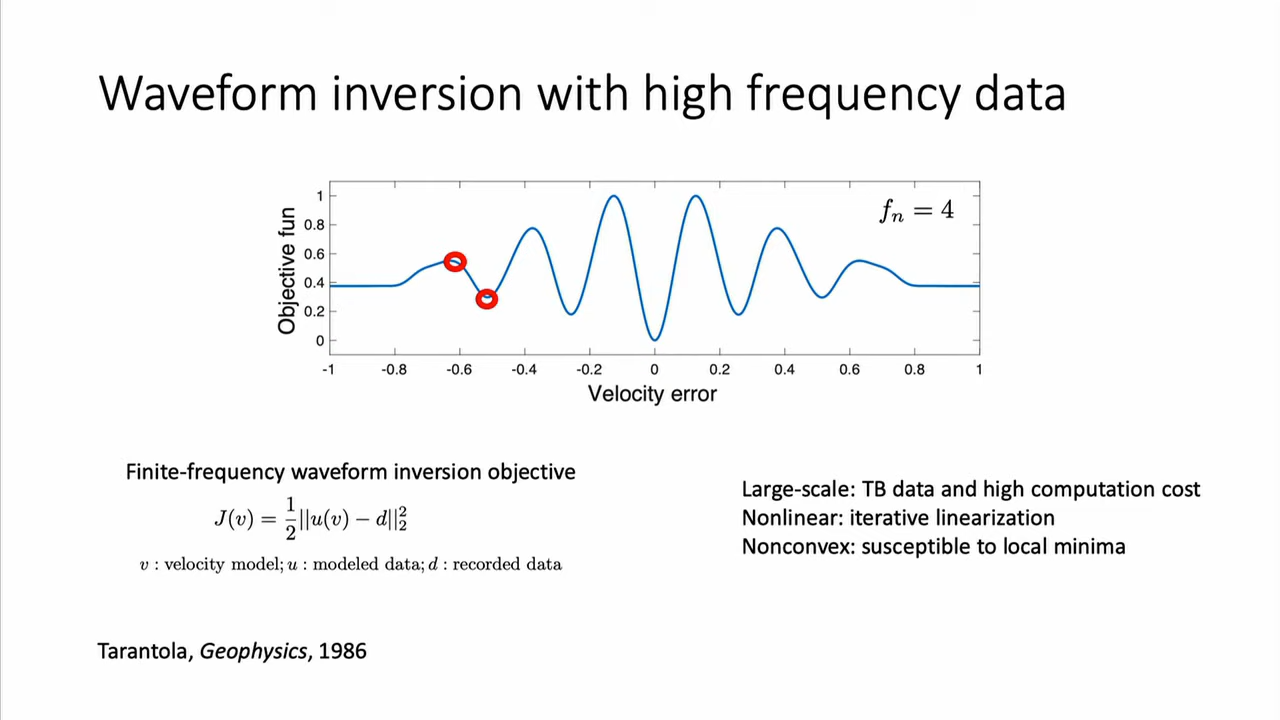 Waveform inversion with high frequency data
Objective fun
1
0.8
0.6
0.4
0.2
0
f_n = 4
-1 -0.8 -0.6 -0.4 -0.2 0 0.2 0.4 0.6 0.8 1
Velocity error
Finite-frequency waveform inversion objective
J(v) = 1/2 ||u(v) − d||_2^2
v : velocity model; u : modeled data; d : recorded data
Large-scale: TB data and high computation cost
Nonlinear: iterative linearization
Nonconvex: susceptible to local minima
Tarantola, Geophysics, 1986